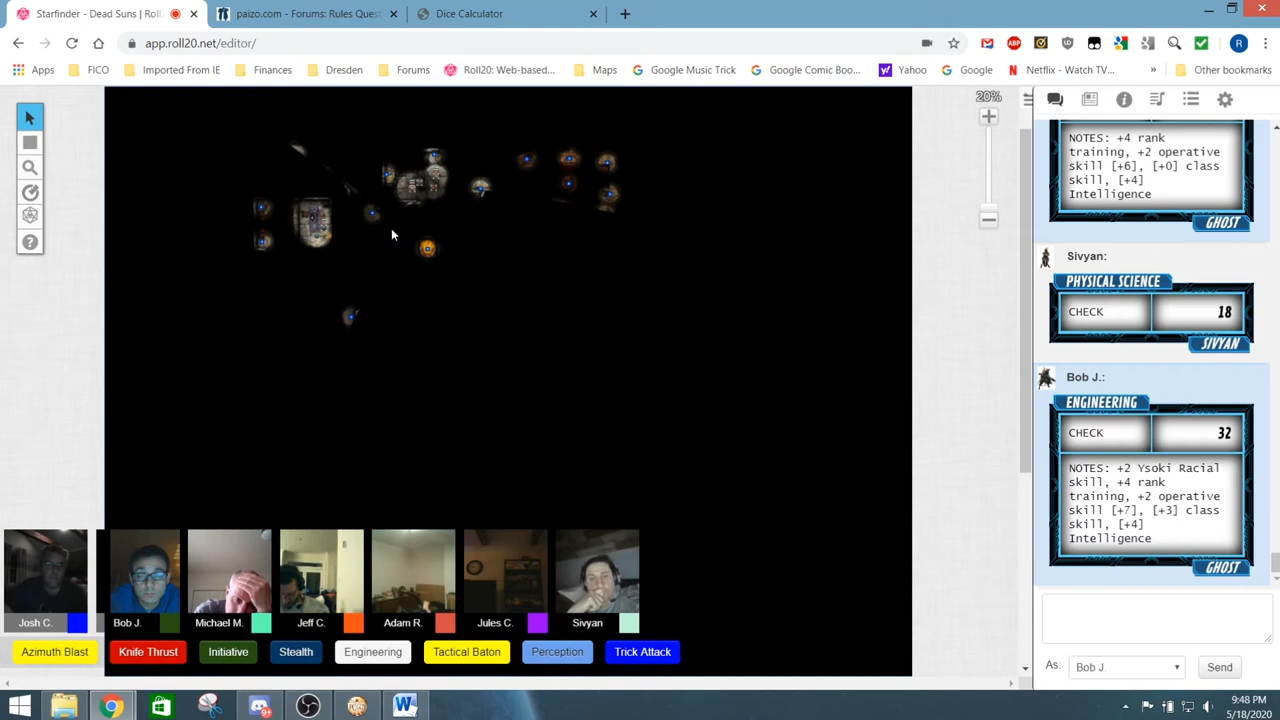 Starfinder - Dead Suns | Roll
paizo.com - Forums: Rules Quest
Dice Calculator
app.roll20.net/editor/
R
Apps
FICO
Imported From IE
Finances
Dresden
Forums
Roll20: Web-based...
Maps
Google Music Trick
Google Comic Boo...
Yahoo
Google
Netflix - Watch TV...
»
Other bookmarks
20%
NOTES: +4 rank
training, +2 operative
skill [+6], [+0] class
skill, [+4]
Intelligence
GHOST
Sivyan:
PHYSICAL SCIENCE
CHECK 18
SIVYAN
Bob J.:
ENGINEERING
CHECK 32
NOTES: +2 Ysoki Racial
skill, +4 rank
training, +2 operative
skill [+7], [+3] class
skill, [+4]
Intelligence
GHOST
Josh C.
Bob J.
Michael M.
Jeff C.
Adam R.
Jules C.
Sivyan
Azimuth Blast
Knife Thrust
Initiative
Stealth
Engineering
Tactical Baton
Perception
Trick Attack
As: Bob J. Send
9:48 PM
5/18/2020